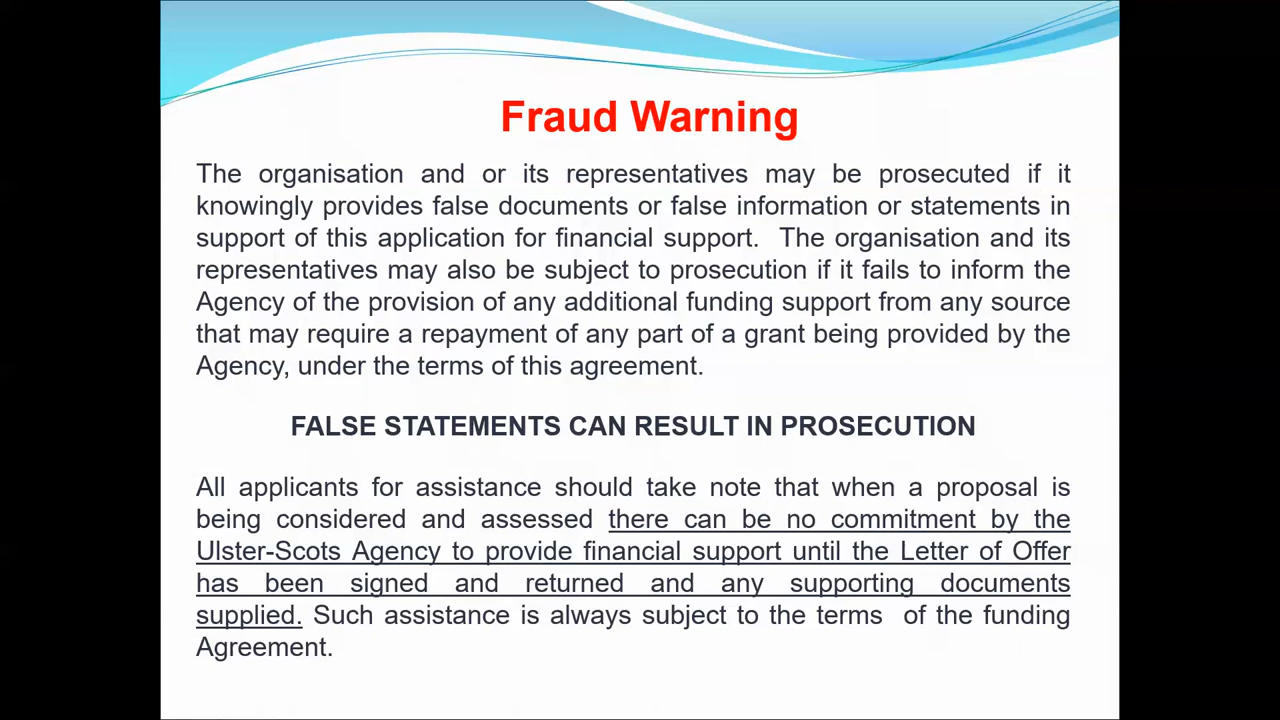 Fraud Warning
The organisation and or its representatives may be prosecuted if it
knowingly provides false documents or false information or statements in
support of this application for financial support.  The organisation and its
representatives may also be subject to prosecution if it fails to inform the
Agency of the provision of any additional funding support from any source
that may require a repayment of any part of a grant being provided by the
Agency, under the terms of this agreement.
FALSE STATEMENTS CAN RESULT IN PROSECUTION
All applicants for assistance should take note that when a proposal is
being considered and assessed there can be no commitment by the
Ulster-Scots Agency to provide financial support until the Letter of Offer
has been signed and returned and any supporting documents
supplied. Such assistance is always subject to the terms  of the funding
Agreement.